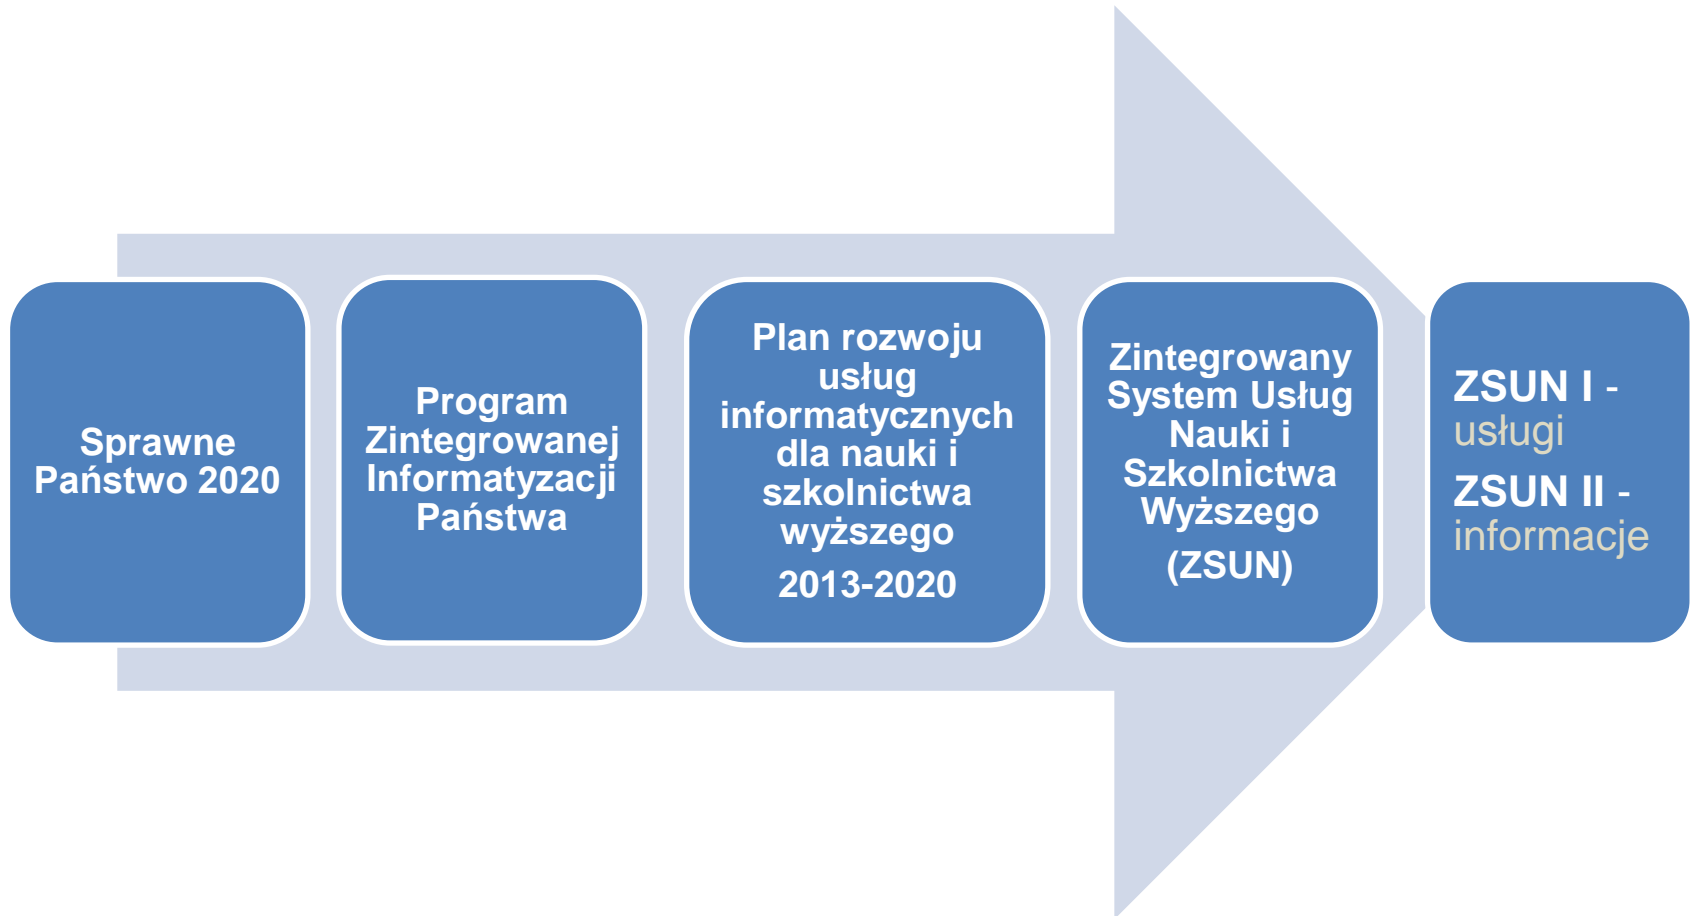 Sprawne
Państwo 2020
Program
Zintegrowanej
Informatyzacji
Państwa
Plan rozwoju
usług
informatycznych
dla nauki i
szkolnictwa
wyższego
2013-2020
Zintegrowany
System Usług
Nauki i
Szkolnictwa
Wyższego
(ZSUN)
ZSUN I -
usługi
ZSUN II -
informacje